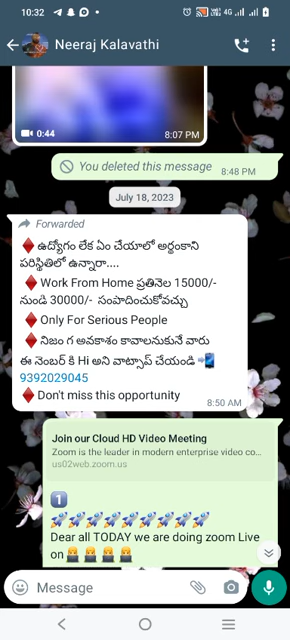 10:32
VoD WiFi 4G
Neeraj Kalavathi
0:44
8:07 PM
You deleted this message 8:48 PM
July 18, 2023
Forwarded
♦️ఉద్యోగం లేక ఏం చేయాలో అర్థంకాని
పరిస్థితిలో ఉన్నారా....
♦️Work From Home ప్రతినెల 15000/-
నుండి 30000/- సంపాదించుకోవచ్చు
♦️Only For Serious People
♦️నిజం గ అవకాశం కావాలనుకునే వారు
ఈ నెంబర్ కి Hi అని వాట్సాప్ చేయండి📲
9392029045
♦️Don't miss this opportunity
8:50 AM
Join our Cloud HD Video Meeting
Zoom is the leader in modern enterprise video co...
us02web.zoom.us
1️⃣
🚀🚀🚀🚀🚀🚀🚀🚀🚀
Dear all TODAY we are doing zoom Live
on👩‍💻👩‍💻👩‍💻👩‍💻
Message